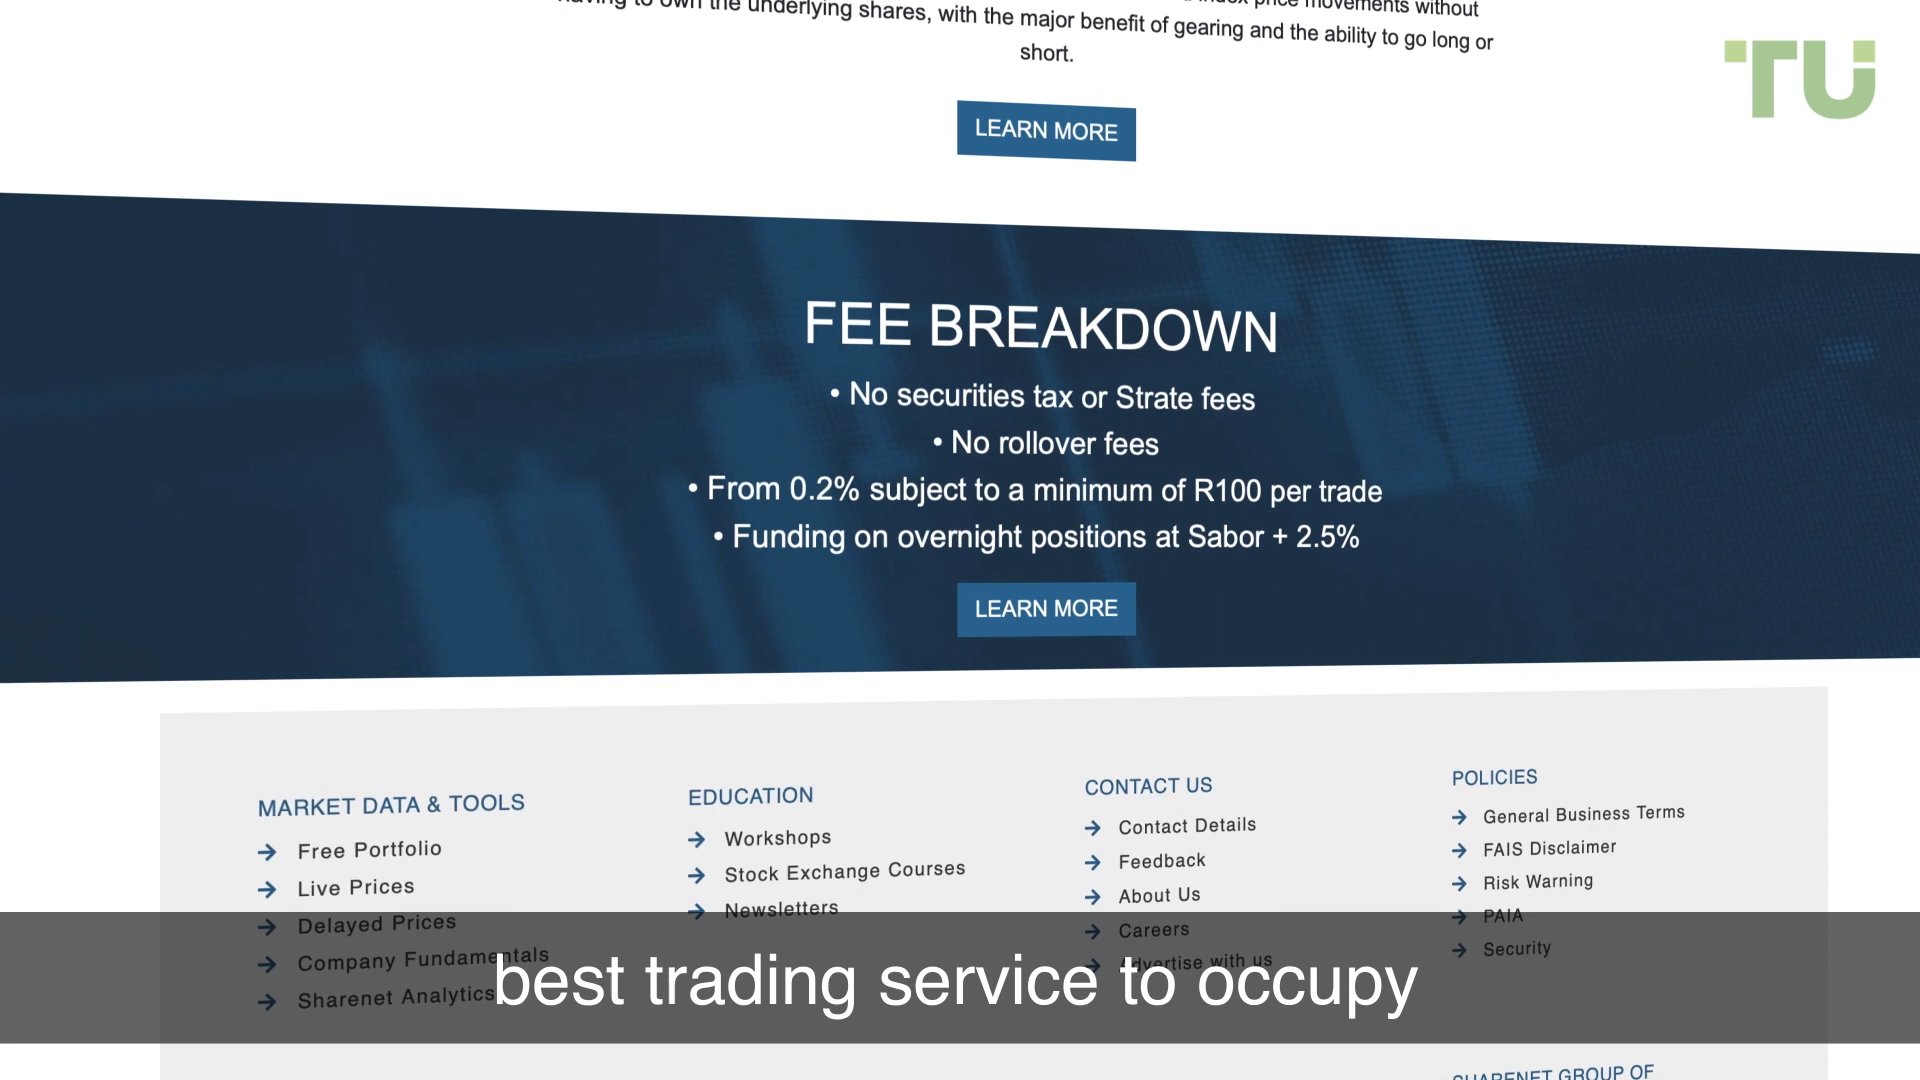 price movements without
to own the underlying shares, with the major benefit of gearing and the ability to go long or
short.
TU
LEARN MORE
FEE BREAKDOWN
• No securities tax or Strate fees
• No rollover fees
• From 0.2% subject to a minimum of R100 per trade
• Funding on overnight positions at Sabor + 2.5%
LEARN MORE
MARKET DATA & TOOLS
Free Portfolio
Live Prices
Delayed Prices
Company Fundamentals
Sharenet Analytics
EDUCATION
Workshops
Stock Exchange Courses
Newsletters
CONTACT US
Contact Details
Feedback
About Us
Careers
Advertise with us
POLICIES
General Business Terms
FAIS Disclaimer
Risk Warning
PAIA
Security
SHARENET GROUP OF
best trading service to occupy